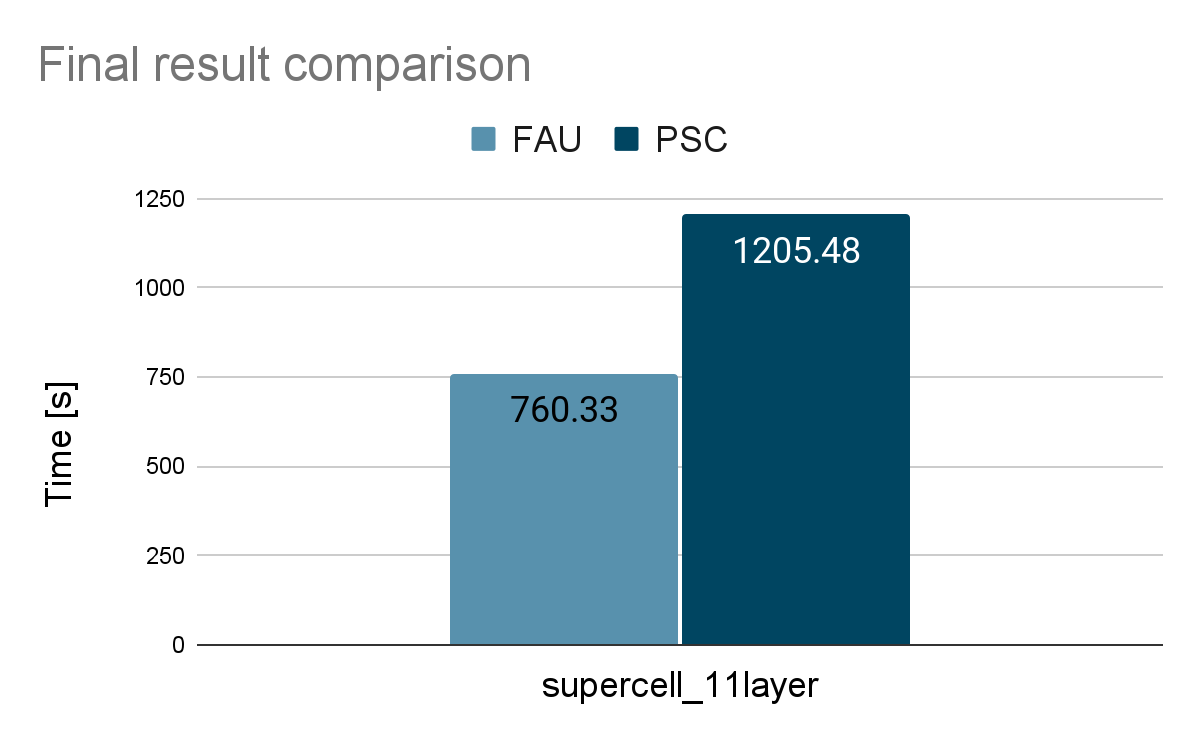 Final result comparison
FAU PSC
1250
1000
750
500
250
0
Time [s]
1205.48
760.33
supercell_11layer